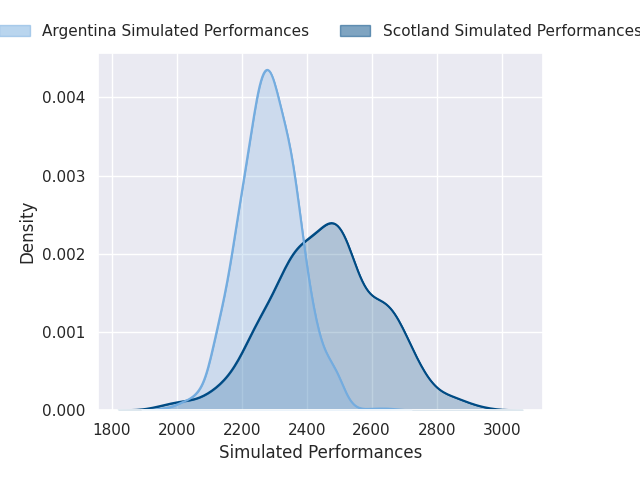 Argentina Simulated Performances Scotland Simulated Performances
0.004
0.003
0.002
0.001
0.000
Density
1800 2000 2200 2400 2600 2800 3000
Simulated Performances